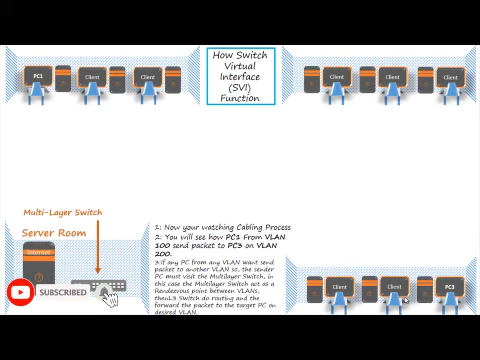 How Switch
Virtual
Interface
(SVI)
Function
PC1
Client
Client
Client
Client
Client
Multi-Layer Switch
Server Room
Internet
SUBSCRIBED
1: Now your watching Cabling Process
2: You will see how PC1 From VLAN
100 send packet to PC3 on VLAN
200.
3:if any PC from any VLAN want send
packet to another VLAN so, the sender
PC must visit the Multilayer Switch, in
this case the Multilayer Switch act as a
Rendezvous point between VLANs,
thenL3 Switch do routing and the
forward the packet to the target PC on
desired VLAN.
Client
Client
PC3